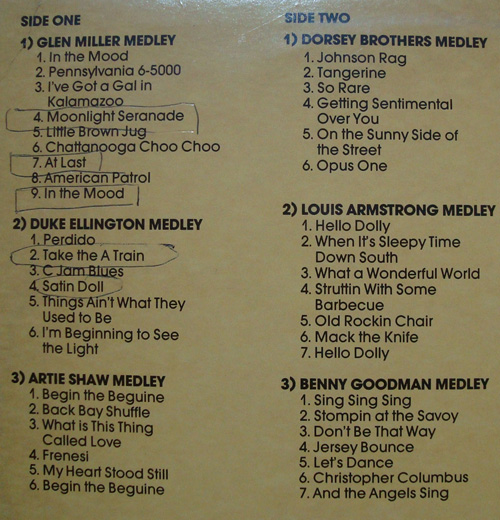 SIDE ONE
1) GLEN MILLER MEDLEY
1. In the Mood
2. Pennsylvania 6-5000
3. I've Got a Gal in
Kalamazoo
4. Moonlight Seranade
5. Little Brown Jug
6. Chattanooga Choo Choo
7. At Last
8. American Patrol
9. In the Mood
2) DUKE ELLINGTON MEDLEY
1. Perdido
2. Take the A Train
3. C Jam Blues
4. Satin Doll
5. Things Ain't What They
Used to Be
6. I'm Beginning to See
the Light
3) ARTIE SHAW MEDLEY
1. Begin the Beguine
2. Back Bay Shuffle
3. What is This Thing
Called Love
4. Frenesi
5. My Heart Stood Still
6. Begin the Beguine
SIDE TWO
1) DORSEY BROTHERS MEDLEY
1. Johnson Rag
2. Tangerine
3. So Rare
4. Getting Sentimental
Over You
5. On the Sunny Side of
the Street
6. Opus One
2) LOUIS ARMSTRONG MEDLEY
1. Hello Dolly
2. When It's Sleepy Time
Down South
3. What a Wonderful World
4. Struttin With Some
Barbecue
5. Old Rockin Chair
6. Mack the Knife
7. Hello Dolly
3) BENNY GOODMAN MEDLEY
1. Sing Sing Sing
2. Stompin at the Savoy
3. Don't Be That Way
4. Jersey Bounce
5. Let's Dance
6. Christopher Columbus
7. And the Angels Sing